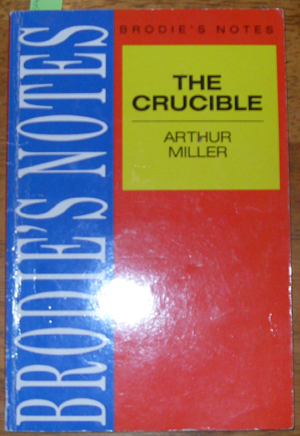 BRODIE'S NOTES
BRODIE'S NOTES
THE
CRUCIBLE
ARTHUR
MILLER